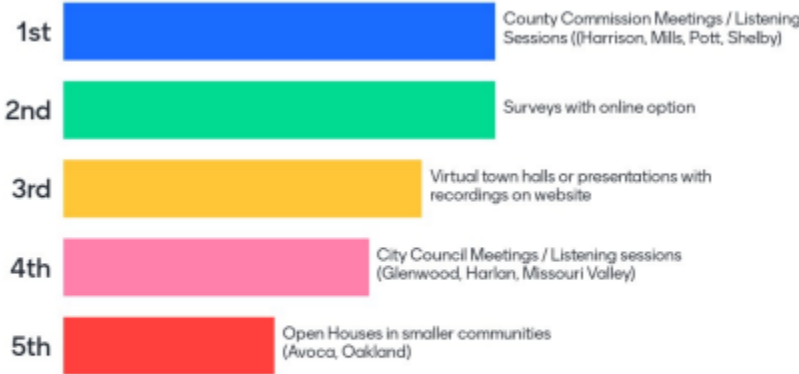 1st
County Commission Meetings / Listening
Sessions ((Harrison, Mills, Pott, Shelby)
2nd
Surveys with online option
3rd
Virtual town halls or presentations with
recordings on website
4th
City Council Meetings / Listening sessions
(Glenwood, Harlan, Missouri Valley)
5th
Open Houses in smaller communities
(Avoca, Oakland)